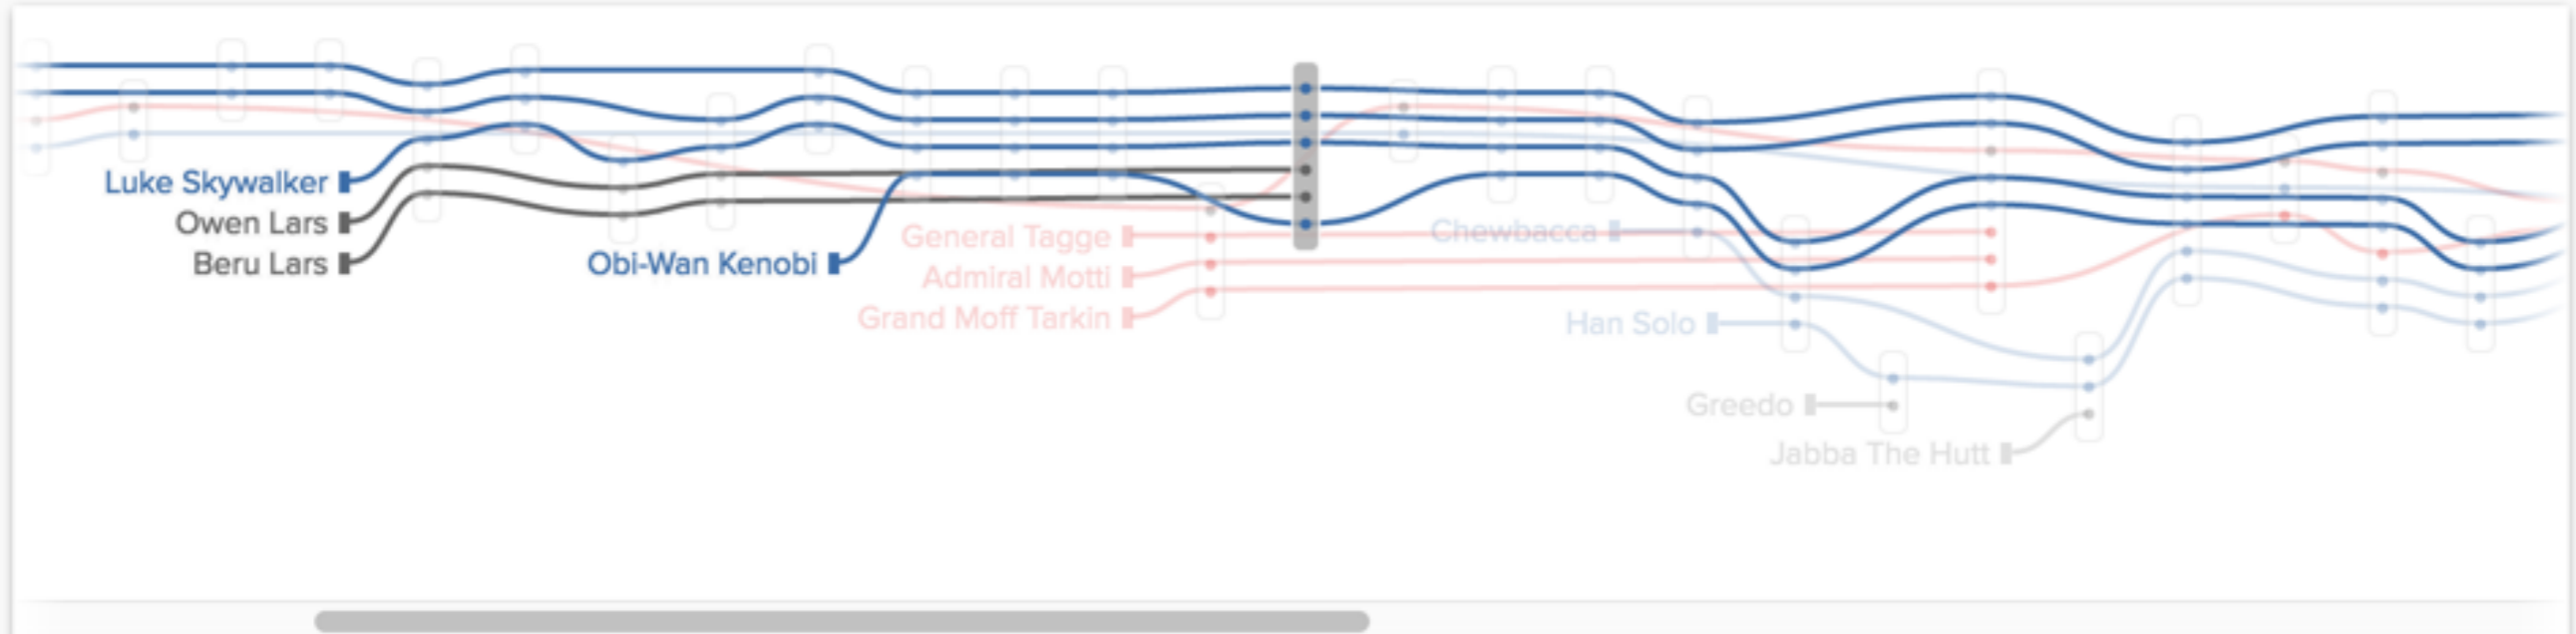 Luke Skywalker
Owen Lars
Beru Lars
Obi-Wan Kenobi
General Tagge
Admiral Motti
Grand Moff Tarkin
Chewbacca
Han Solo
Greedo
Jabba The Hutt